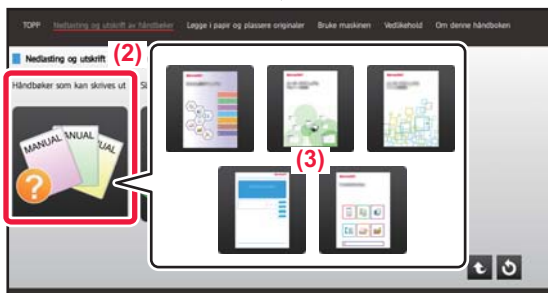 TOPP Nedlasting og utskrift av håndbøker Legge i papir og plassere originaler Bruke maskinen Vedlikehold Om denne håndboken
Nedlasting og utskrift
(2)
Håndbøker som kan skrives ut
MANUAL
(3)